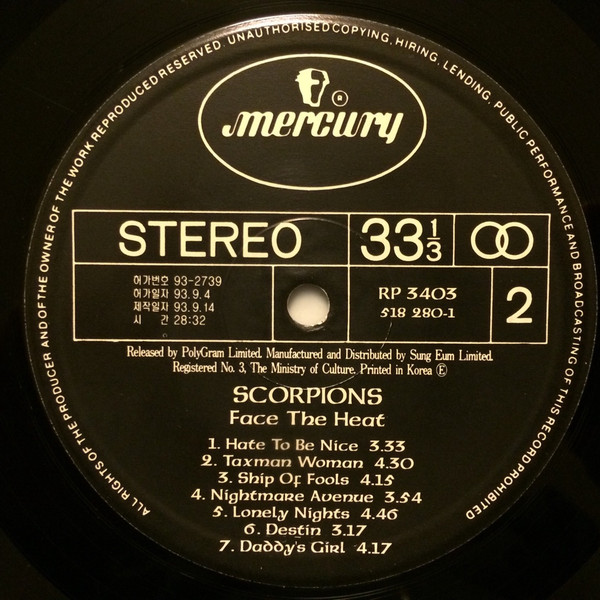 ALL RIGHTS OF THE PRODUCER AND OF THE OWNER OF THE WORK REPRODUCED RESERVED. UNAUTHORISED COPYING, HIRING, LENDING, PUBLIC PERFORMANCE AND BROADCASTING OF THIS RECORD PROHIBITED
®
mercury
STEREO 33 1/3
허가번호 93-2739
허가일자 93.9.4
제작일자 93.9.14
시 간 28:32
RP 3403
518 280-1
2
Released by PolyGram Limited. Manufactured and Distributed by Sung Eum Limited.
Registered No. 3, The Ministry of Culture. Printed in Korea Ⓔ
SCORPIONS
Face The Heat
1. Hate To Be Nice 3.33
2. Taxman Woman 4.30
3. Ship Of Fools 4.15
4. Nightmare Avenue 3.54
5. Lonely Nights 4.46
6. Destin 3.17
7. Daddy's Girl 4.17